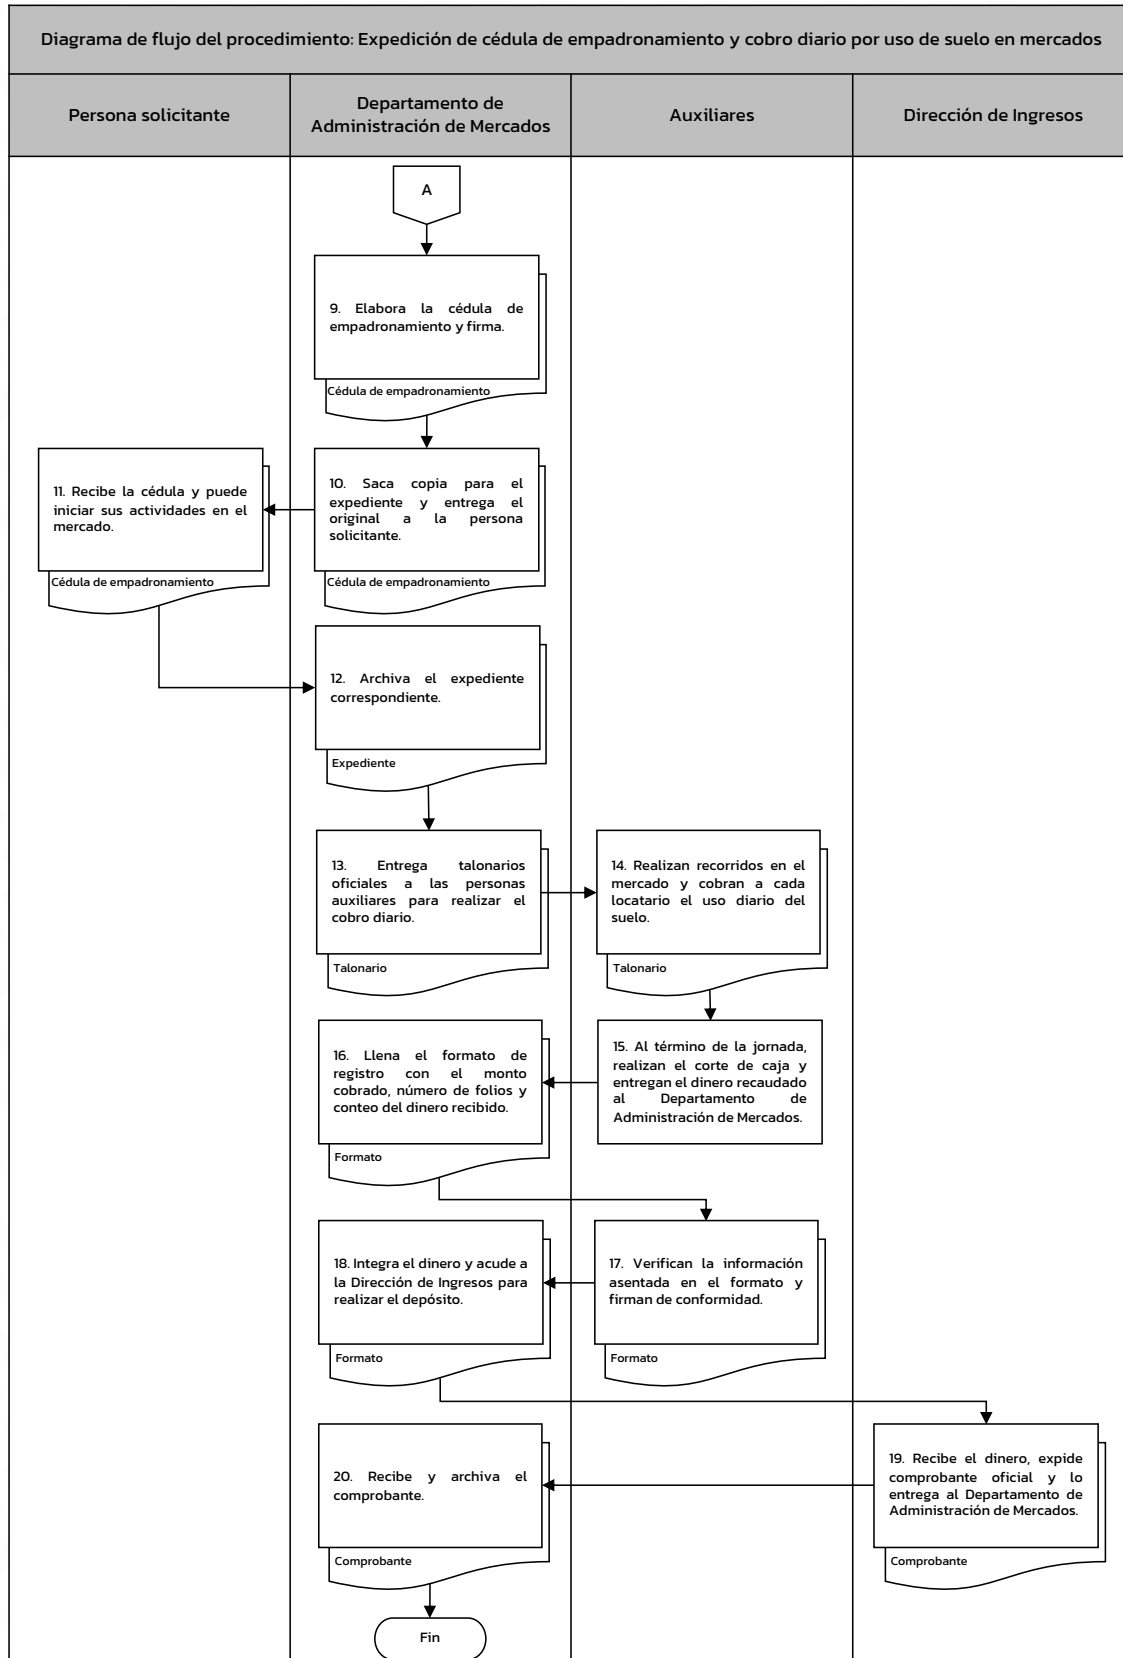 Diagrama de flujo del procedimiento: Expedición de cédula de empadronamiento y cobro diario por uso de suelo en mercados
Persona solicitante
Departamento de
Administración de Mercados
Auxiliares
Dirección de Ingresos
A
9. Elabora la cédula de
empadronamiento y firma.
Cédula de empadronamiento
10. Saca copia para el
expediente y entrega el
original a la persona
solicitante.
Cédula de empadronamiento
11. Recibe la cédula y puede
iniciar sus actividades en el
mercado.
Cédula de empadronamiento
12. Archiva el expediente
correspondiente.
Expediente
13. Entrega talonarios
oficiales a las personas
auxiliares para realizar el
cobro diario.
Talonario
14. Realizan recorridos en el
mercado y cobran a cada
locatario el uso diario del
suelo.
Talonario
15. Al término de la jornada,
realizan el corte de caja y
entregan el dinero recaudado
al Departamento de
Administración de Mercados.
16. Llena el formato de
registro con el monto
cobrado, número de folios y
conteo del dinero recibido.
Formato
17. Verifican la información
asentada en el formato y
firman de conformidad.
Formato
18. Integra el dinero y acude a
la Dirección de Ingresos para
realizar el depósito.
Formato
19. Recibe el dinero, expide
comprobante oficial y lo
entrega al Departamento de
Administración de Mercados.
Comprobante
20. Recibe y archiva el
comprobante.
Comprobante
Fin